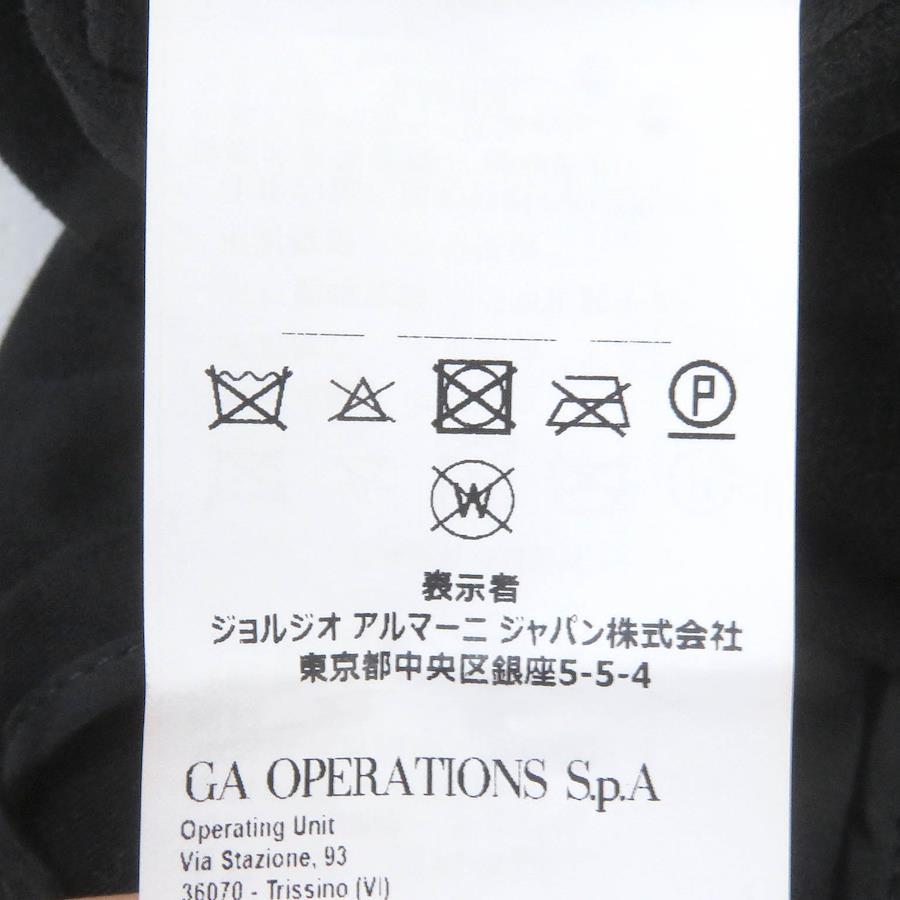 P
W
表示者
ジョルジオ アルマーニ ジャパン株式会社
東京都中央区銀座5-5-4
GA OPERATIONS S.p.A
Operating Unit
Via Stazione, 93
36070 - Trissino (VI)